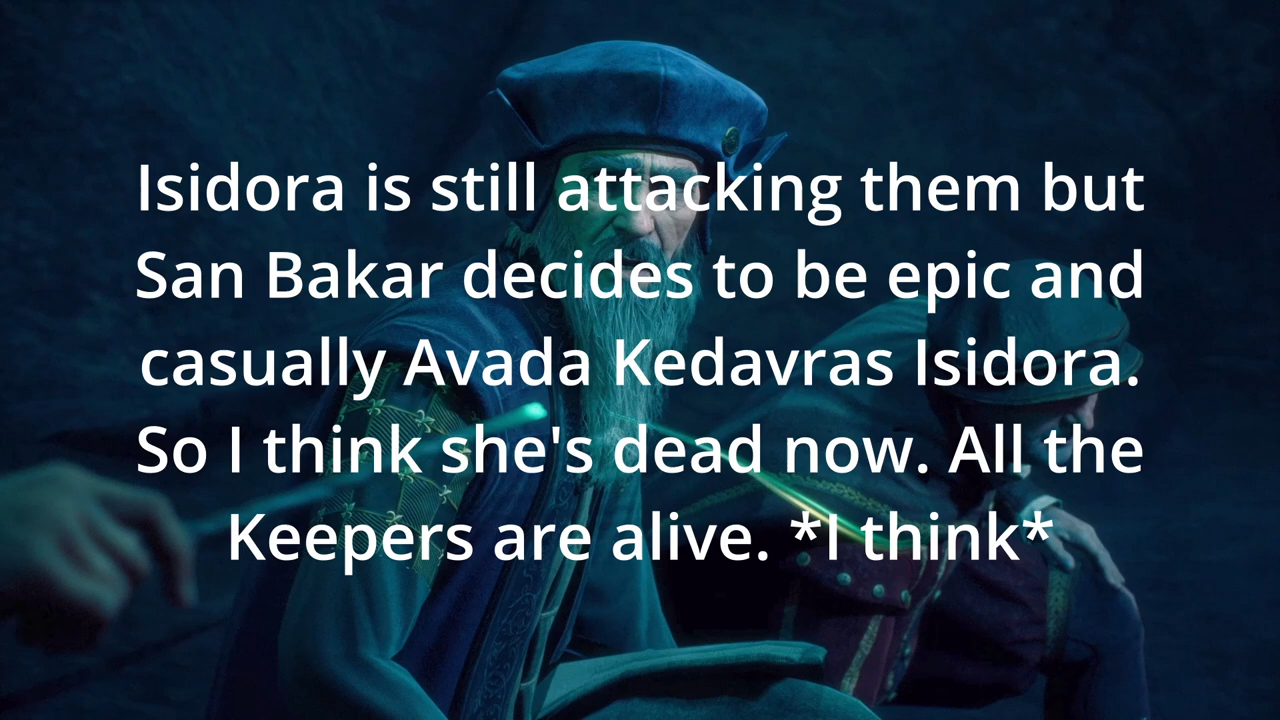 Isidora is still attacking them but
San Bakar decides to be epic and
casually Avada Kedavras Isidora.
So I think she's dead now. All the
Keepers are alive. *I think*